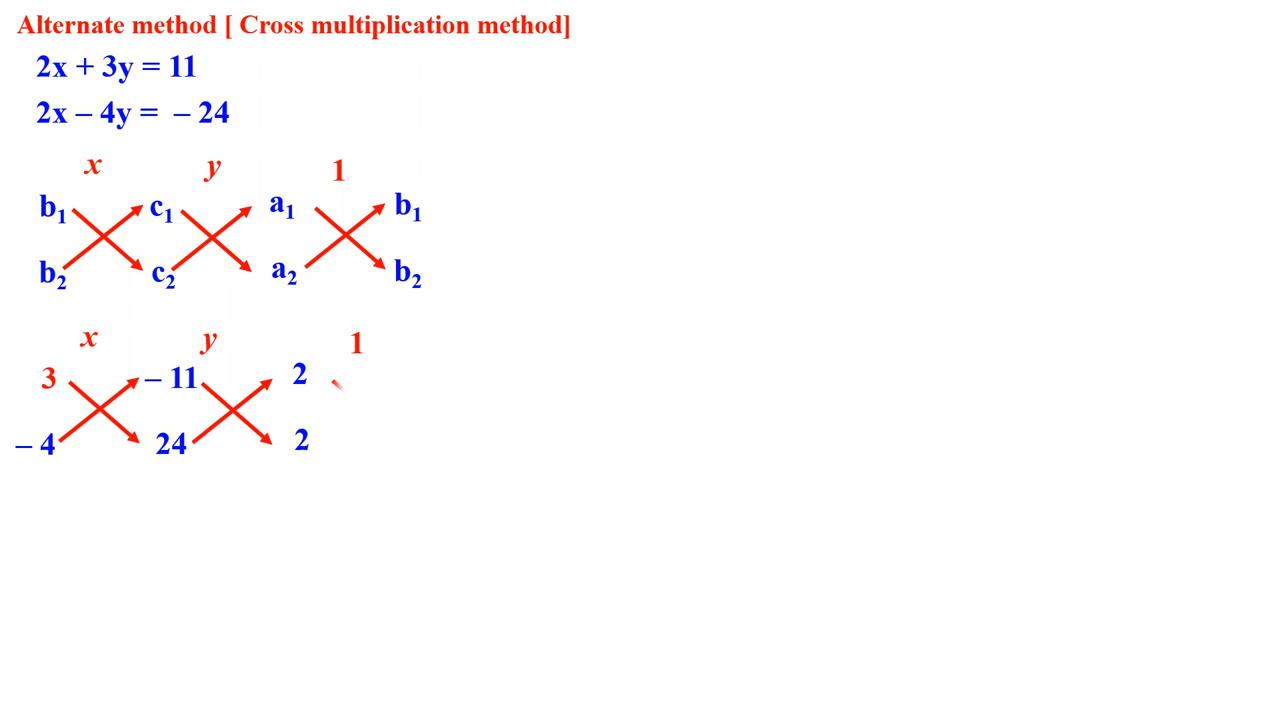 Alternate method [ Cross multiplication method]
2x + 3y = 11
2x – 4y = – 24
x y 1
b₁ c₁ a₁ b₁
b₂ c₂ a₂ b₂
x y 1
3 – 11 2
– 4 24 2